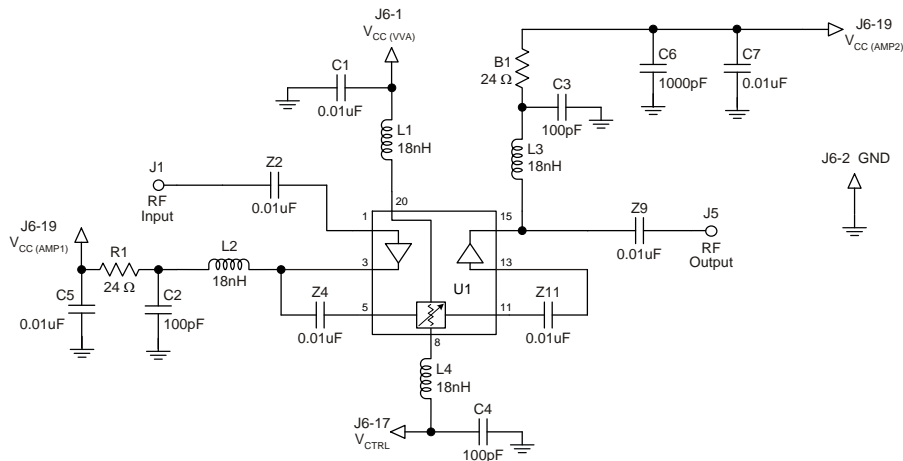 J6-1
VCC (VVA)
C1
0.01uF
L1
18nH
B1
24 Ω
C3
100pF
L3
18nH
C6
1000pF
C7
0.01uF
J6-19
VCC (AMP2)
J6-2 GND
J1
RF
Input
Z2
0.01uF
20
1
15
Z9
0.01uF
J5
RF
Output
J6-19
VCC (AMP1)
R1
24 Ω
L2
18nH
3
13
U1
C5
0.01uF
C2
100pF
Z4
0.01uF
5
11
Z11
0.01uF
8
L4
18nH
J6-17
VCTRL
C4
100pF